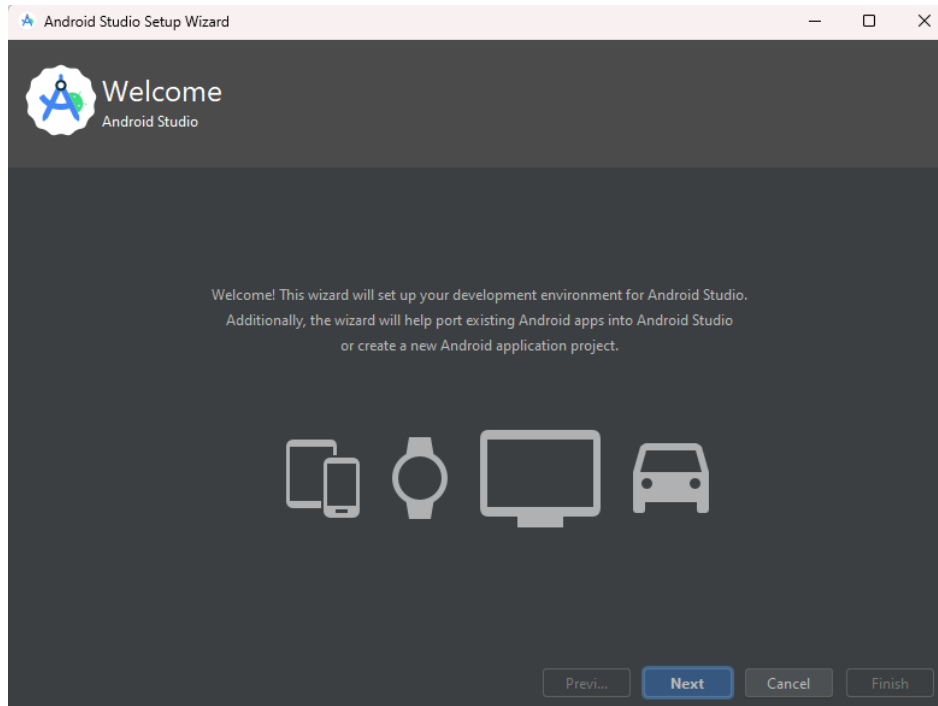 Android Studio Setup Wizard
Welcome
Android Studio
Welcome! This wizard will set up your development environment for Android Studio.
Additionally, the wizard will help port existing Android apps into Android Studio
or create a new Android application project.
Previ... Next Cancel Finish